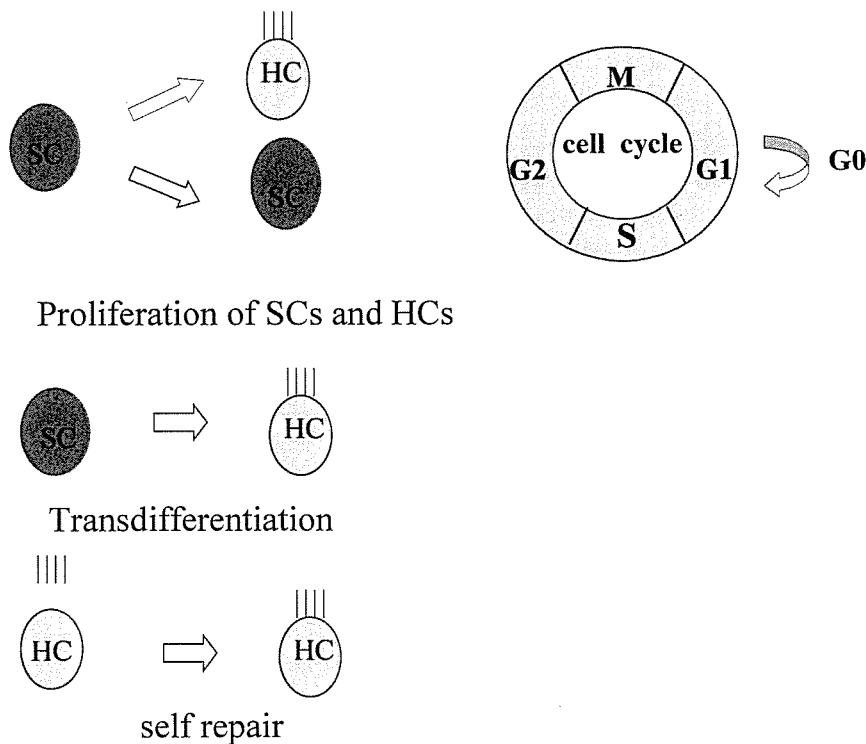 HC
SC
SC
M
cell cycle
G2
G1
S
G0
Proliferation of SCs and HCs
SC
HC
Transdifferentiation
HC
HC
self repair